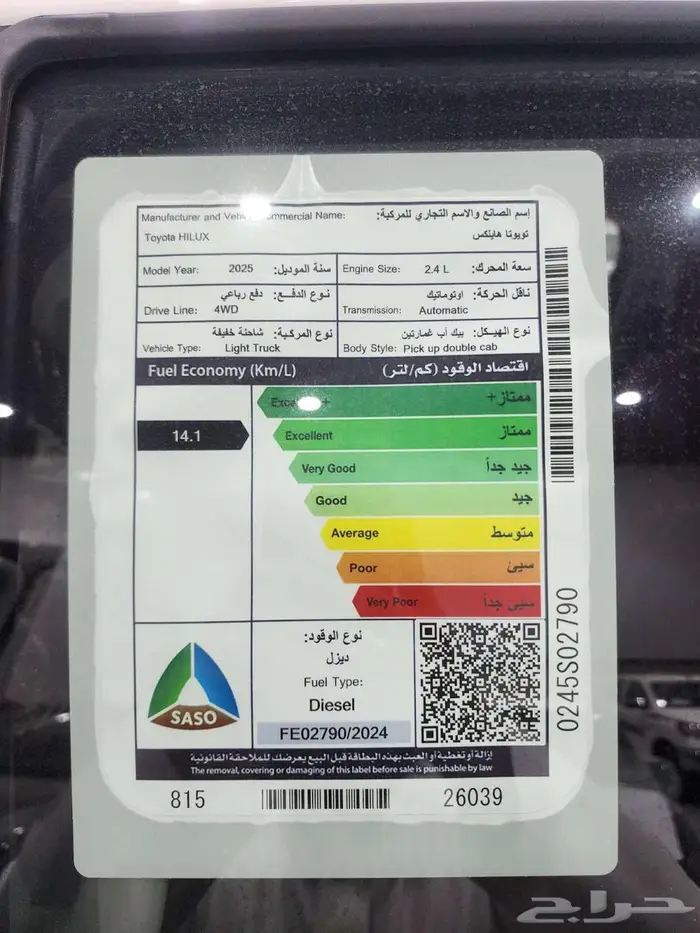 Manufacturer and Vehicle Commercial Name: إسم الصانع والاسم التجاري للمركبة:
Toyota HILUX تويوتا هايلكس
Model Year: 2025 سنة الموديل: Engine Size: 2.4 L سعة المحرك:
نوع الدفـــع: دفع رباعي ناقل الحركة: اوتوماتيك
Drive Line: 4WD Transmission: Automatic
نوع المركبـة: شاحنة خفيفة نوع الهيـكل: بيك أب غمارتين
Vehicle Type: Light Truck Body Style: Pick up double cab
Fuel Economy (Km/L) اقتصاد الوقود (كم/لتر)
+ممتاز
14.1 Excellent ممتاز
Very Good جيد جداً
Good جيد
Average متوسط
Poor سيئ
Very Poor سيئ جداً
نوع الوقود:
ديزل
Fuel Type:
Diesel
SASO
FE02790/2024
إزالة أو تغطية أو العبث بهذه البطاقة قبل البيع يعرضك للملاحقة القانونية
The removal, covering or damaging of this label before sale is punishable by law
815 26039
0245S02790
حراج